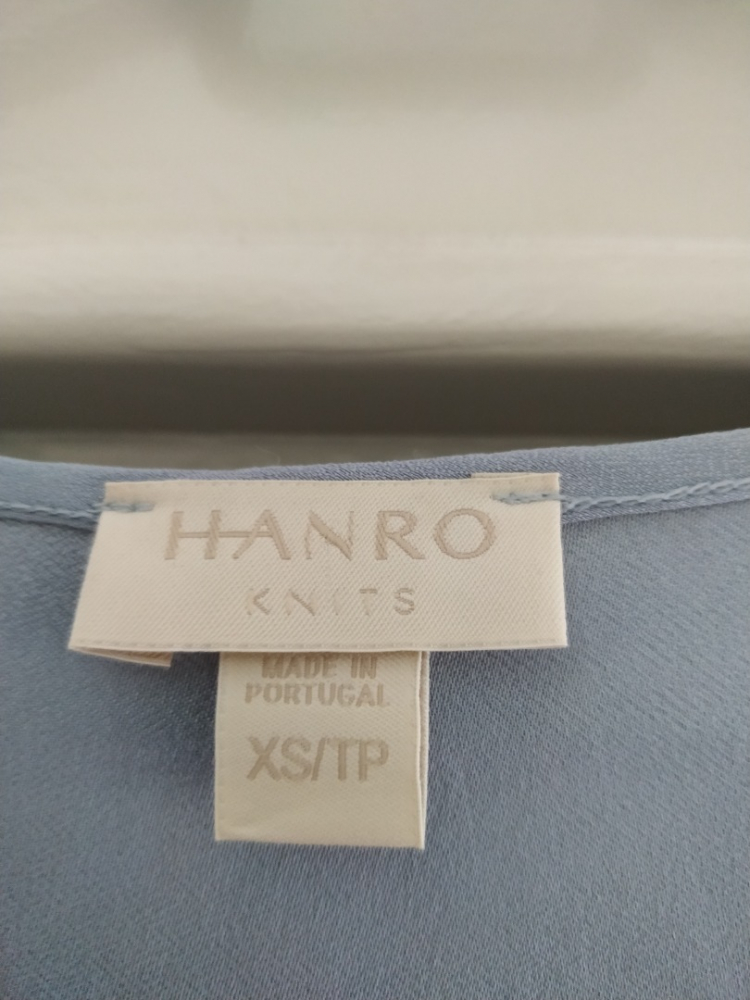 HANRO
KNITS
MADE IN
PORTUGAL
XS/TP